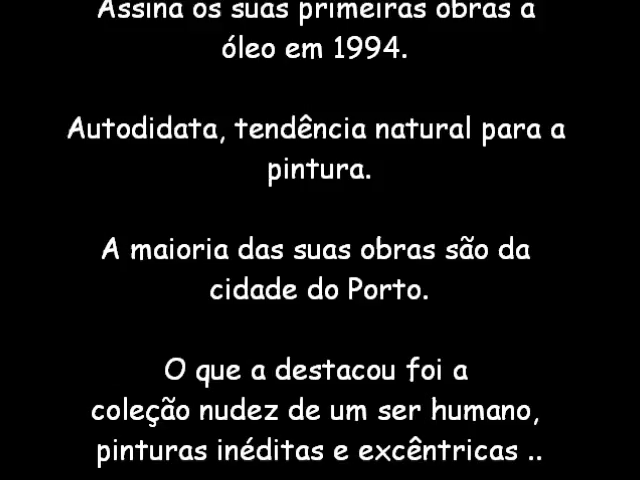 Assina os suas primeiras obras a
óleo em 1994.
Autodidata, tendência natural para a
pintura.
A maioria das suas obras são da
cidade do Porto.
O que a destacou foi a
coleção nudez de um ser humano,
pinturas inéditas e excêntricas ..